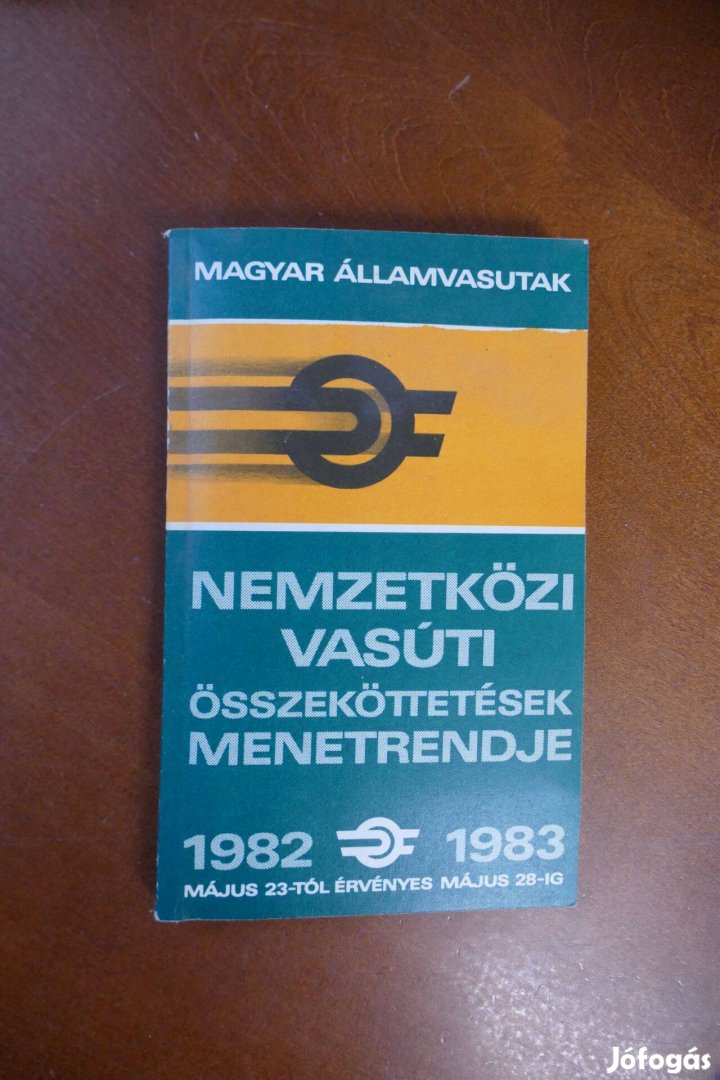 MAGYAR ÁLLAMVASUTAK
NEMZETKÖZI
VASÚTI
ÖSSZEKÖTTETÉSEK
MENETRENDJE
1982 1983
MÁJUS 23-TÓL ÉRVÉNYES MÁJUS 28-IG
Jófogás